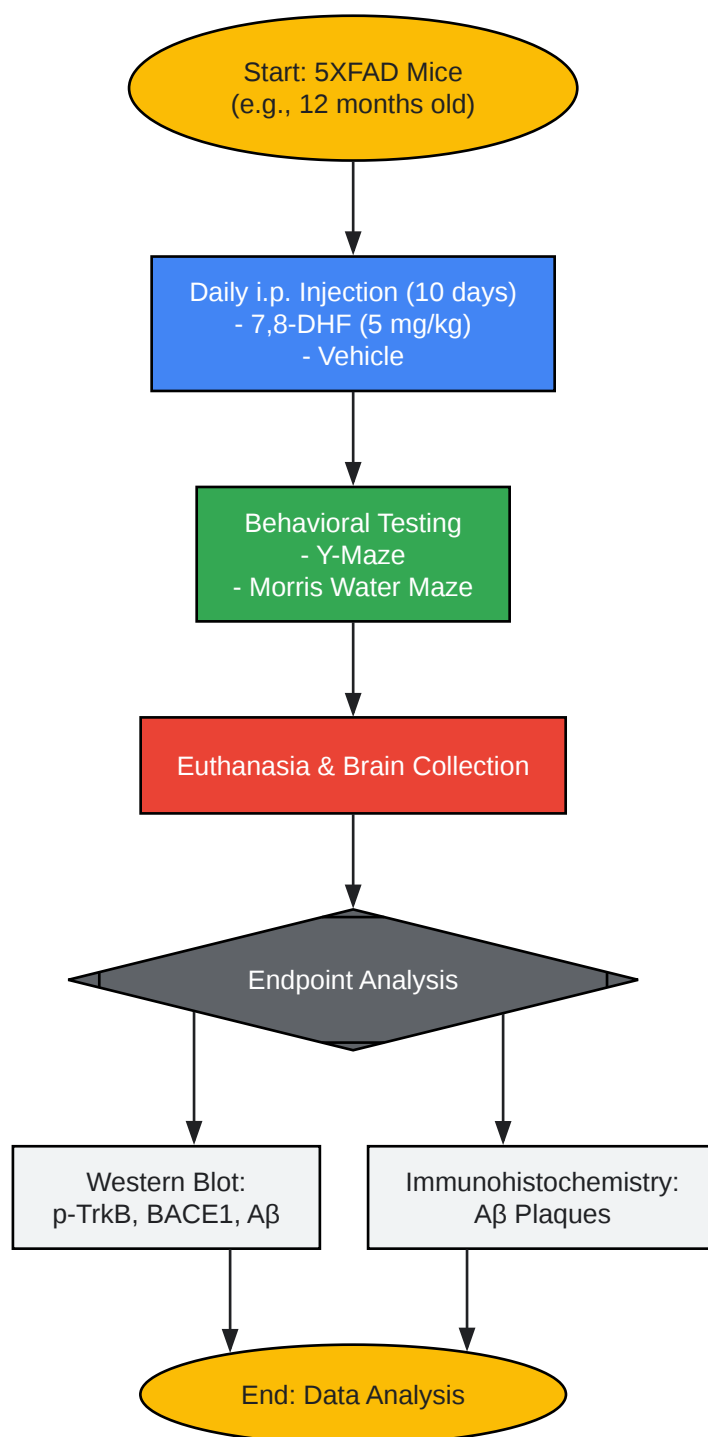 Start: 5XFAD Mice
(e.g., 12 months old)
Daily i.p. Injection (10 days)
- 7,8-DHF (5 mg/kg)
- Vehicle
Behavioral Testing
- Y-Maze
- Morris Water Maze
Euthanasia & Brain Collection
Endpoint Analysis
Western Blot:
p-TrkB, BACE1, Aβ
Immunohistochemistry:
Aβ Plaques
End: Data Analysis